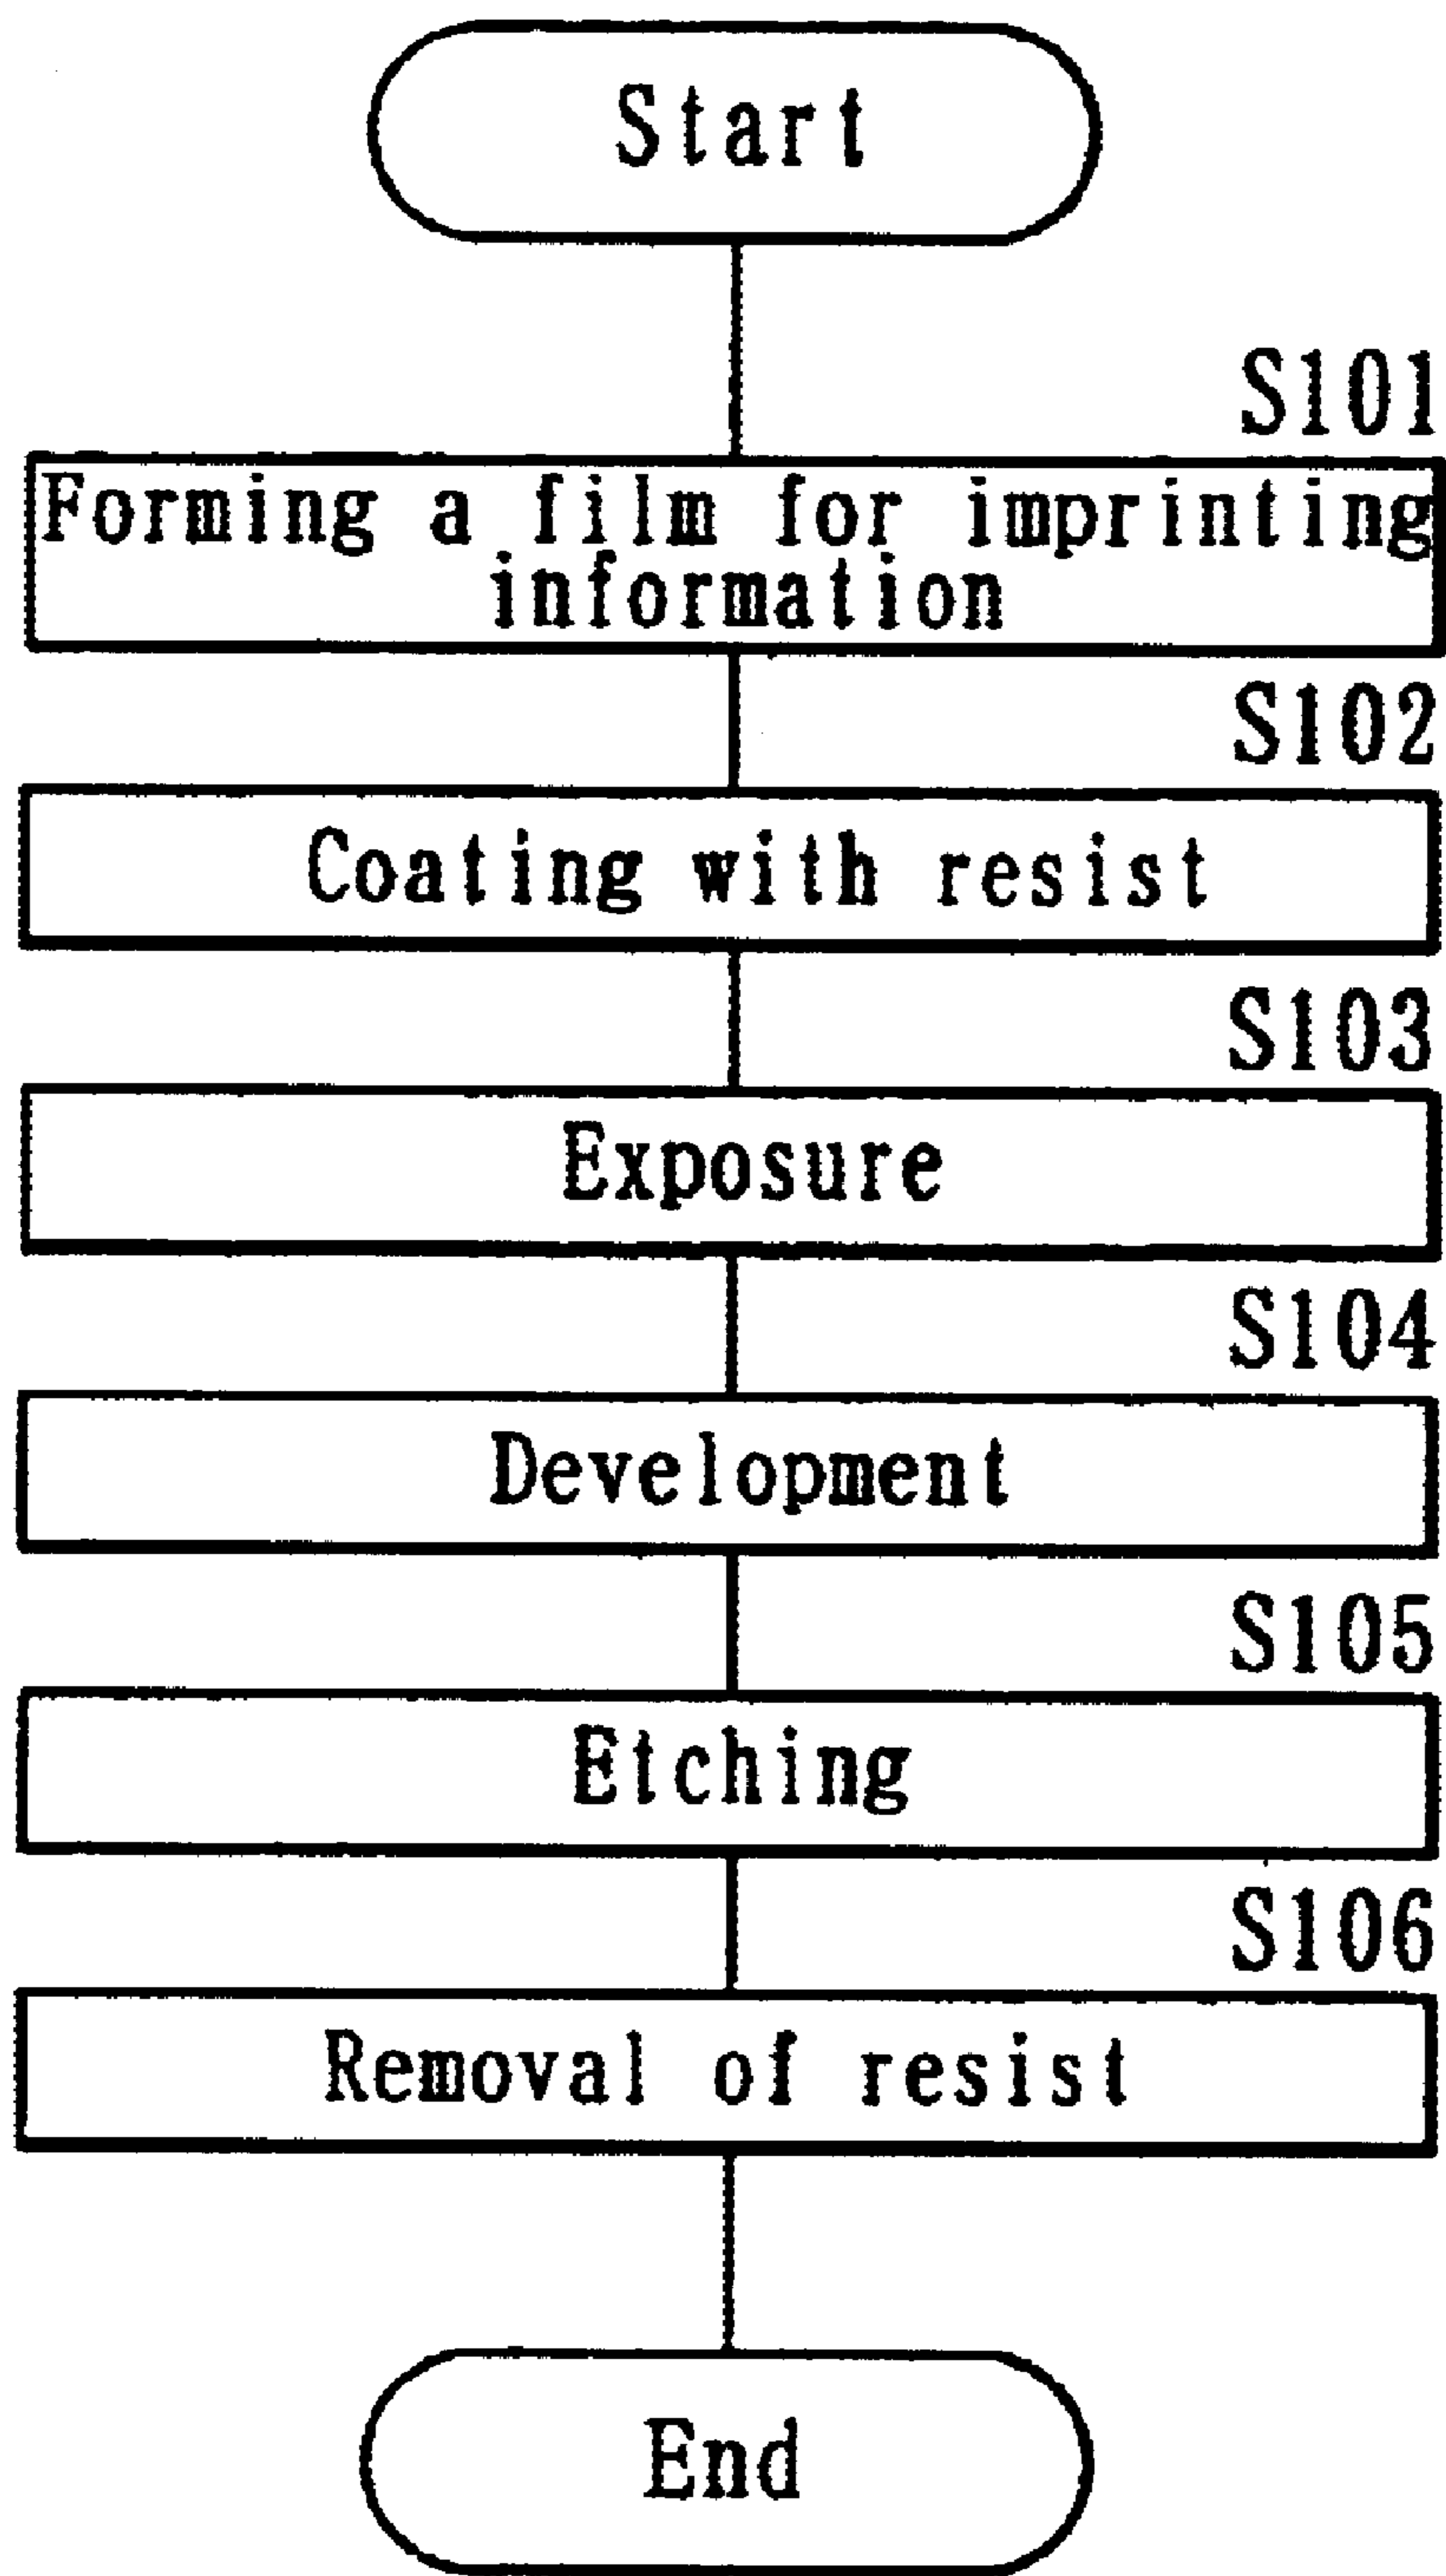 Start
S101
Forming a film for imprinting
information
S102
Coating with resist
S103
Exposure
S104
Development
S105
Etching
S106
Removal of resist
End